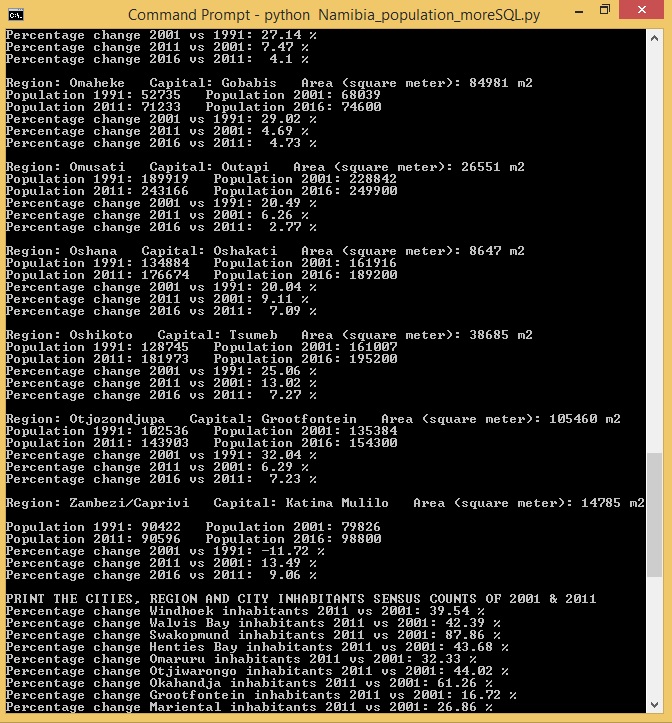 Command Prompt - python Namibia_population_moreSQL.py
Percentage change 2001 vs 1991: 27.14 %
Percentage change 2011 vs 2001: 7.47 %
Percentage change 2016 vs 2011: 4.1 %
Region: Omaheke Capital: Gobabis Area (square meter): 84981 m2
Population 1991: 52735 Population 2001: 68039
Population 2011: 71233 Population 2016: 74600
Percentage change 2001 vs 1991: 29.02 %
Percentage change 2011 vs 2001: 4.69 %
Percentage change 2016 vs 2011: 4.73 %
Region: Omusati Capital: Outapi Area (square meter): 26551 m2
Population 1991: 189919 Population 2001: 228842
Population 2011: 243166 Population 2016: 249900
Percentage change 2001 vs 1991: 20.49 %
Percentage change 2011 vs 2001: 6.26 %
Percentage change 2016 vs 2011: 2.77 %
Region: Oshana Capital: Oshakati Area (square meter): 8647 m2
Population 1991: 134884 Population 2001: 161916
Population 2011: 176674 Population 2016: 189200
Percentage change 2001 vs 1991: 20.04 %
Percentage change 2011 vs 2001: 9.11 %
Percentage change 2016 vs 2011: 7.09 %
Region: Oshikoto Capital: Tsumeb Area (square meter): 38685 m2
Population 1991: 128745 Population 2001: 161007
Population 2011: 181973 Population 2016: 195200
Percentage change 2001 vs 1991: 25.06 %
Percentage change 2011 vs 2001: 13.02 %
Percentage change 2016 vs 2011: 7.27 %
Region: Otjozondjupa Capital: Grootfontein Area (square meter): 105460 m2
Population 1991: 102536 Population 2001: 135384
Population 2011: 143903 Population 2016: 154300
Percentage change 2001 vs 1991: 32.04 %
Percentage change 2011 vs 2001: 6.29 %
Percentage change 2016 vs 2011: 7.23 %
Region: Zambezi/Caprivi Capital: Katima Mulilo Area (square meter): 14785 m2
Population 1991: 90422 Population 2001: 79826
Population 2011: 90596 Population 2016: 98800
Percentage change 2001 vs 1991: -11.72 %
Percentage change 2011 vs 2001: 13.49 %
Percentage change 2016 vs 2011: 9.06 %
PRINT THE CITIES, REGION AND CITY INHABITANTS SENSUS COUNTS OF 2001 & 2011
Percentage change Windhoek inhabitants 2011 vs 2001: 39.54 %
Percentage change Walvis Bay inhabitants 2011 vs 2001: 42.39 %
Percentage change Swakopmund inhabitants 2011 vs 2001: 87.86 %
Percentage change Henties Bay inhabitants 2011 vs 2001: 43.68 %
Percentage change Omaruru inhabitants 2011 vs 2001: 32.33 %
Percentage change Otjiwarongo inhabitants 2011 vs 2001: 44.02 %
Percentage change Okahandja inhabitants 2011 vs 2001: 61.26 %
Percentage change Grootfontein inhabitants 2011 vs 2001: 16.72 %
Percentage change Mariental inhabitants 2011 vs 2001: 26.86 %